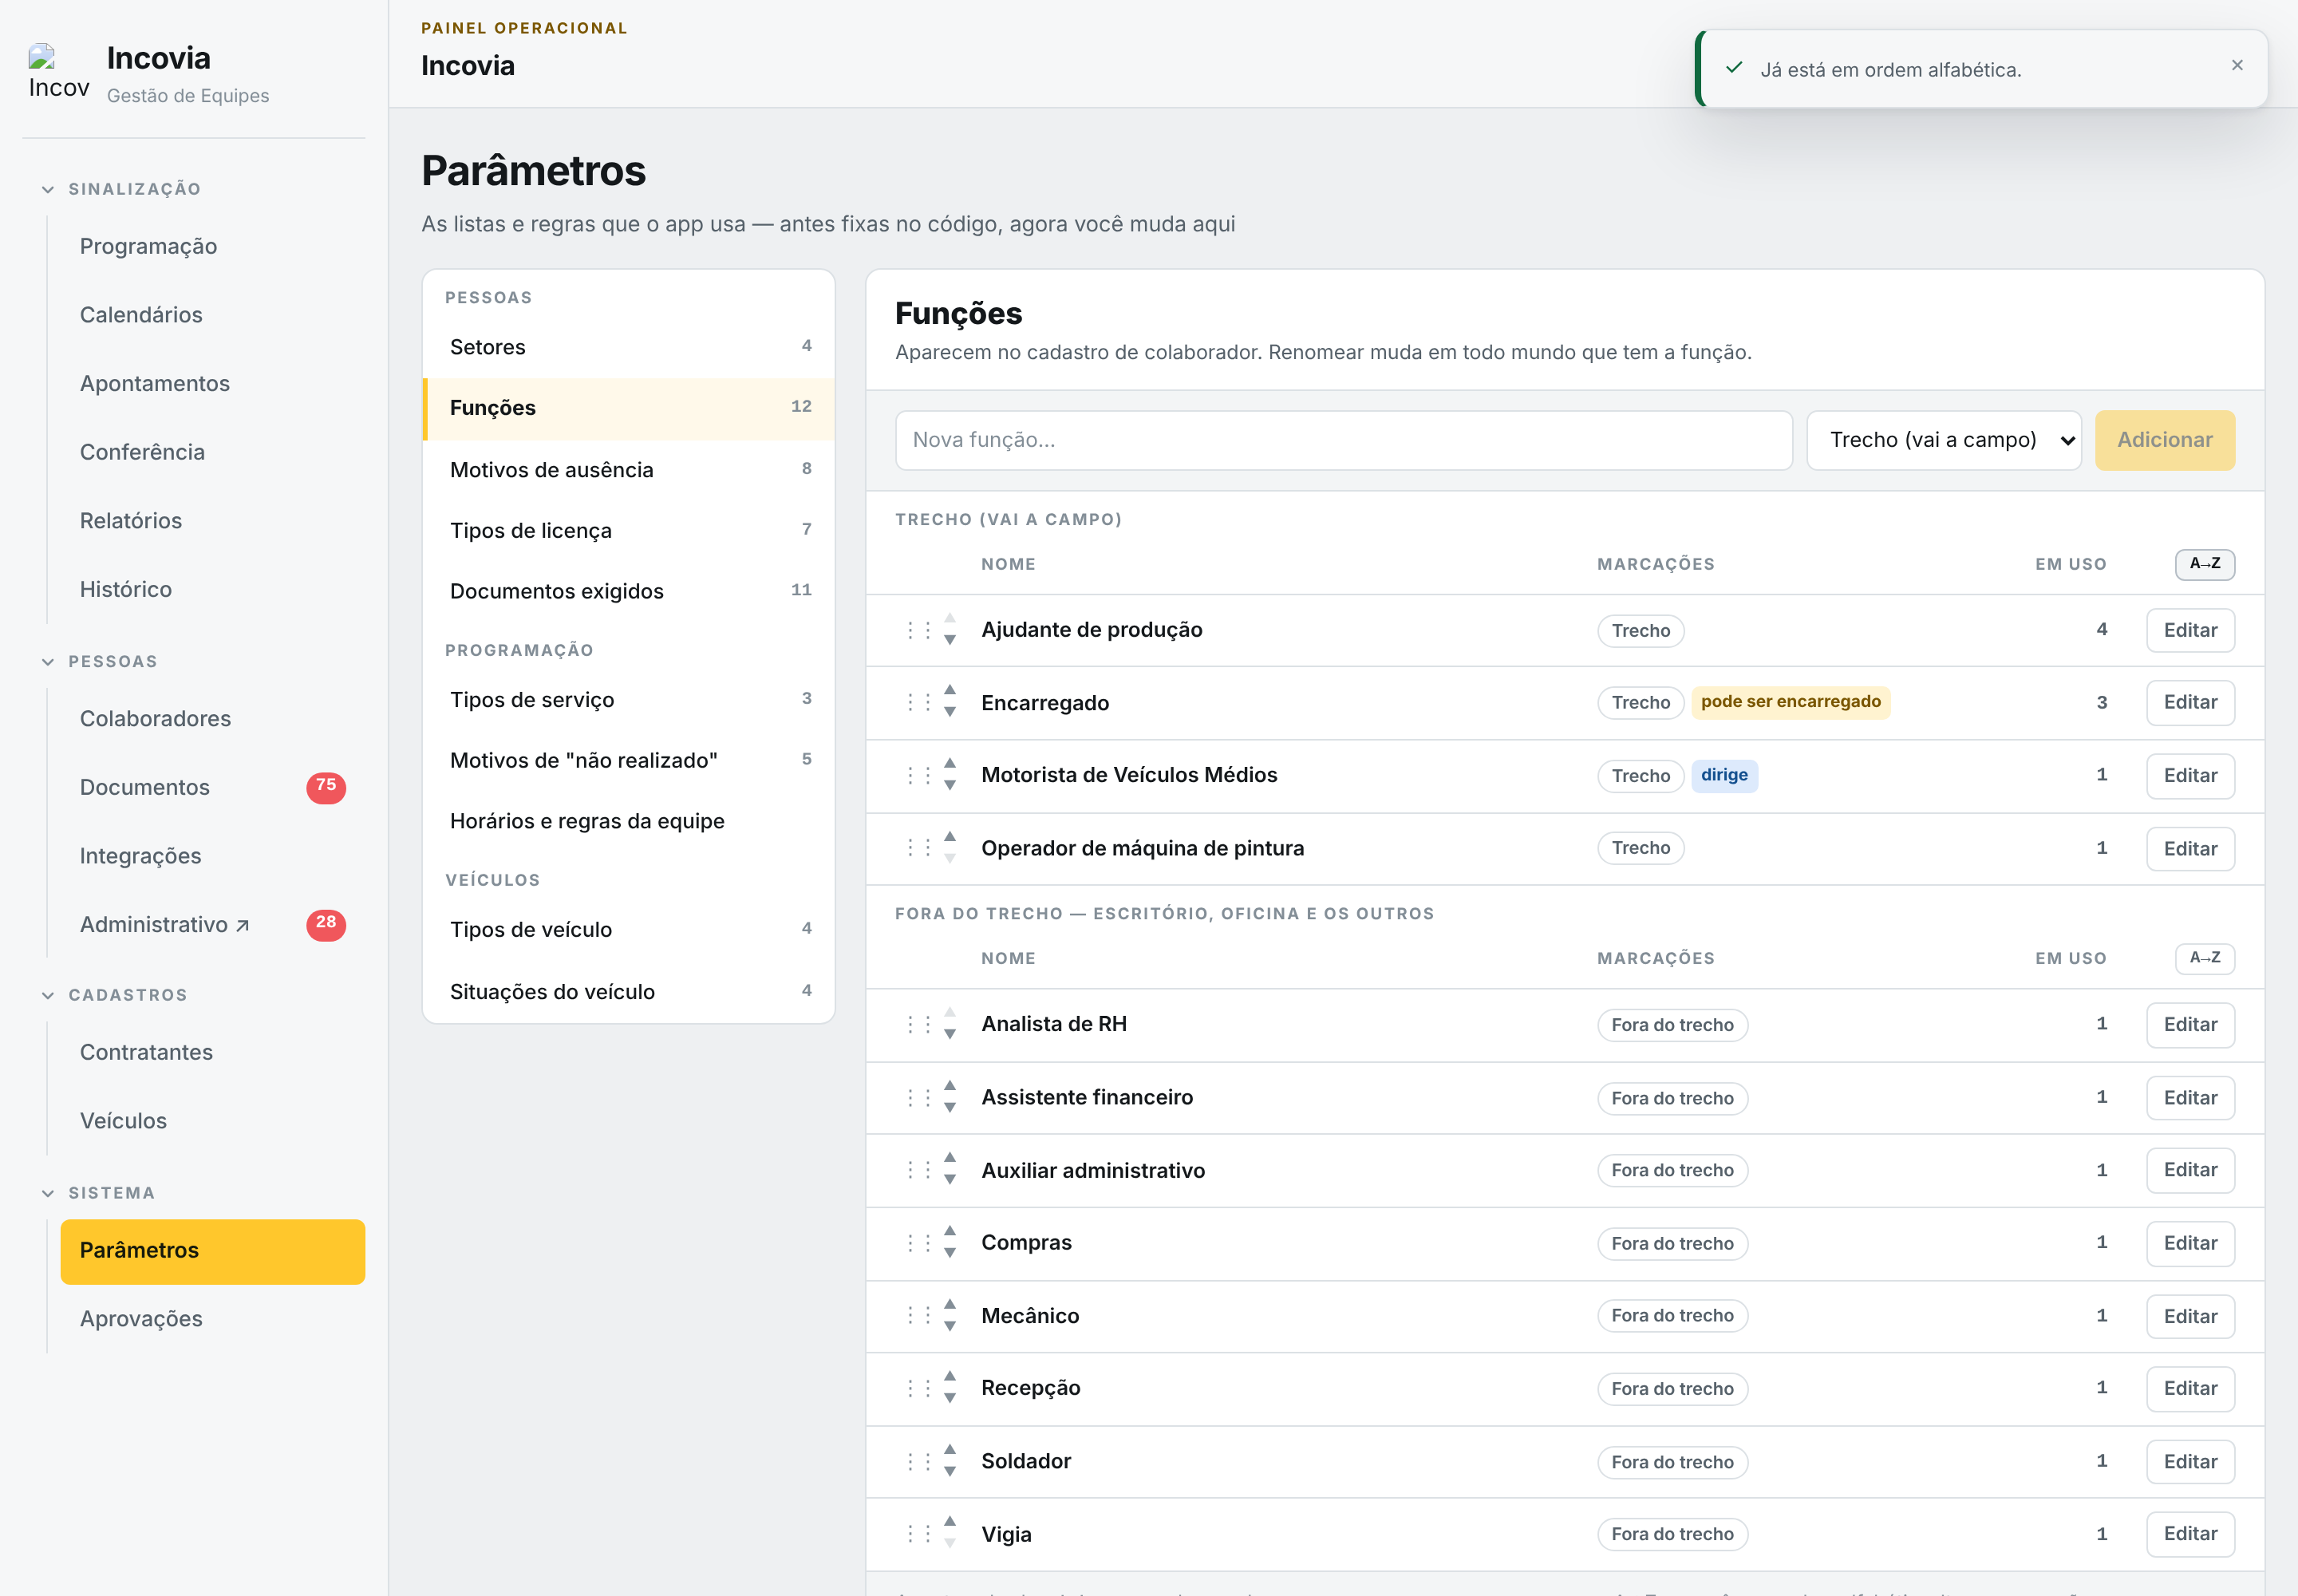 Incov
Incovia
Gestão de Equipes
SINALIZAÇÃO
Programação
Calendários
Apontamentos
Conferência
Relatórios
Histórico
PESSOAS
Colaboradores
Documentos 75
Integrações
Administrativo ↗ 28
CADASTROS
Contratantes
Veículos
SISTEMA
Parâmetros
Aprovações
PAINEL OPERACIONAL
Incovia
Já está em ordem alfabética.
Parâmetros
As listas e regras que o app usa — antes fixas no código, agora você muda aqui
PESSOAS
Setores 4
Funções 12
Motivos de ausência 8
Tipos de licença 7
Documentos exigidos 11
PROGRAMAÇÃO
Tipos de serviço 3
Motivos de "não realizado" 5
Horários e regras da equipe
VEÍCULOS
Tipos de veículo 4
Situações do veículo 4
Funções
Aparecem no cadastro de colaborador. Renomear muda em todo mundo que tem a função.
Nova função... Trecho (vai a campo) Adicionar
TRECHO (VAI A CAMPO)
NOME MARCAÇÕES EM USO A→Z
Ajudante de produção Trecho 4 Editar
Encarregado Trecho pode ser encarregado 3 Editar
Motorista de Veículos Médios Trecho dirige 1 Editar
Operador de máquina de pintura Trecho 1 Editar
FORA DO TRECHO — ESCRITÓRIO, OFICINA E OS OUTROS
NOME MARCAÇÕES EM USO A→Z
Analista de RH Fora do trecho 1 Editar
Assistente financeiro Fora do trecho 1 Editar
Auxiliar administrativo Fora do trecho 1 Editar
Compras Fora do trecho 1 Editar
Mecânico Fora do trecho 1 Editar
Recepção Fora do trecho 1 Editar
Soldador Fora do trecho 1 Editar
Vigia Fora do trecho 1 Editar